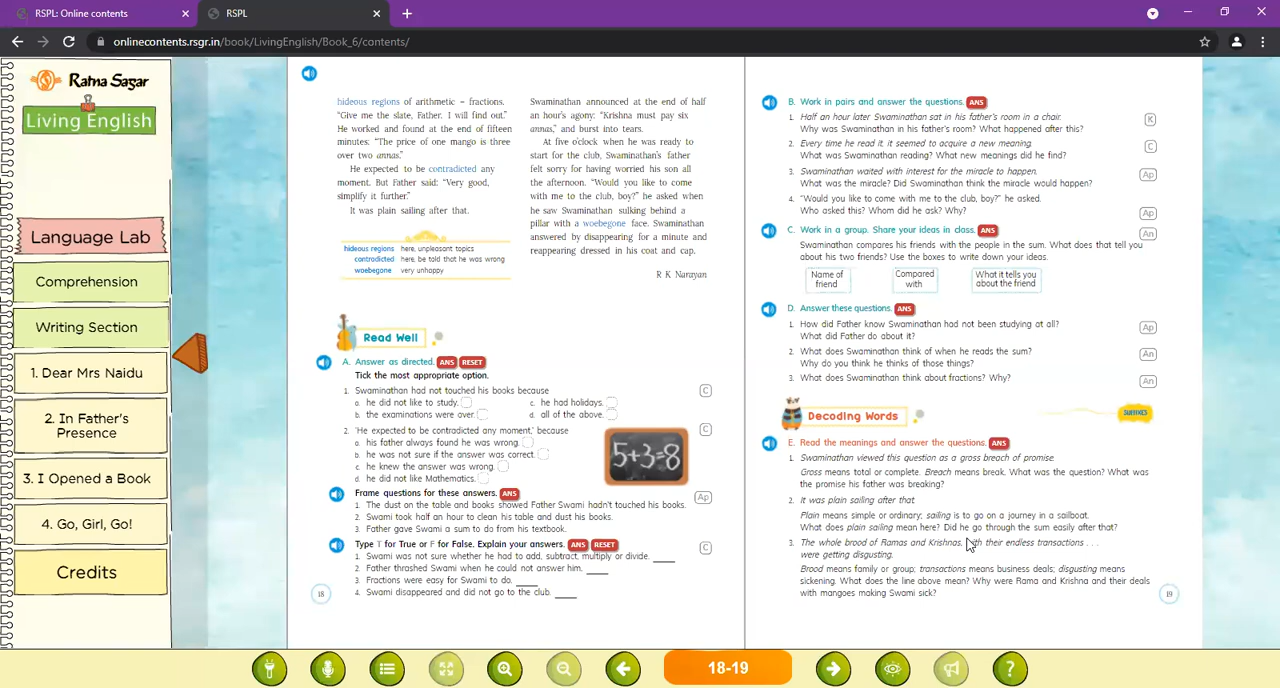 RSPL: Online contents
RSPL
onlinecontents.rsgr.in/book/LivingEnglish/Book_6/contents/
Ratna Sagar
Living English
Language Lab
Comprehension
Writing Section
1. Dear Mrs Naidu
2. In Father's
Presence
3. I Opened a Book
4. Go, Girl, Go!
Credits
hideous regions of arithmetic – fractions.
“Give me the slate, Father. I will find out.”
He worked and found at the end of fifteen
minutes: “The price of one mango is three
over two annas.”
He expected to be contradicted any
moment. But Father said: “Very good,
simplify it further.”
It was plain sailing after that.
hideous regions here, unpleasant topics
contradicted here, be told that he was wrong
woebegone very unhappy
Swaminathan announced at the end of half
an hour's agony: “Krishna must pay six
annas,” and burst into tears.
At five o'clock when he was ready to
start for the club, Swaminathan's father
felt sorry for having worried his son all
the afternoon. “Would you like to come
with me to the club, boy?” he asked when
he saw Swaminathan sulking behind a
pillar with a woebegone face. Swaminathan
answered by disappearing for a minute and
reappearing dressed in his coat and cap.
R K Narayan
Read Well
A. Answer as directed. ANS RESET
Tick the most appropriate option.
1. Swaminathan had not touched his books because C
a. he did not like to study. c. he had holidays.
b. the examinations were over. d. all of the above.
2. ‘He expected to be contradicted any moment,’ because C
a. his father always found he was wrong.
b. he was not sure if the answer was correct.
c. he knew the answer was wrong.
d. he did not like Mathematics.
5+3=8
Frame questions for these answers. ANS Ap
1. The dust on the table and books showed Father Swami hadn't touched his books.
2. Swami took half an hour to clean his table and dust his books.
3. Father gave Swami a sum to do from his textbook.
Type T for True or F for False. Explain your answers. ANS RESET C
1. Swami was not sure whether he had to add, subtract, multiply or divide. ____
2. Father thrashed Swami when he could not answer him. ____
3. Fractions were easy for Swami to do. ____
4. Swami disappeared and did not go to the club. ____
18
B. Work in pairs and answer the questions. ANS
1. Half an hour later Swaminathan sat in his father's room in a chair. K
Why was Swaminathan in his father's room? What happened after this?
2. Every time he read it, it seemed to acquire a new meaning. C
What was Swaminathan reading? What new meanings did he find?
3. Swaminathan waited with interest for the miracle to happen. Ap
What was the miracle? Did Swaminathan think the miracle would happen?
4. “Would you like to come with me to the club, boy?” he asked.
Who asked this? Whom did he ask? Why? Ap
C. Work in a group. Share your ideas in class. ANS An
Swaminathan compares his friends with the people in the sum. What does that tell you
about his two friends? Use the boxes to write down your ideas.
Name of
friend
Compared
with
What it tells you
about the friend
D. Answer these questions. ANS
1. How did Father know Swaminathan had not been studying at all? Ap
What did Father do about it?
2. What does Swaminathan think of when he reads the sum? An
Why do you think he thinks of those things?
3. What does Swaminathan think about fractions? Why? An
Decoding Words
SUFFIXES
E. Read the meanings and answer the questions. ANS
1. Swaminathan viewed this question as a gross breach of promise.
Gross means total or complete. Breach means break. What was the question? What was
the promise his father was breaking?
2. It was plain sailing after that.
Plain means simple or ordinary; sailing is to go on a journey in a sailboat.
What does plain sailing mean here? Did he go through the sum easily after that?
3. The whole brood of Ramas and Krishnas, with their endless transactions . . .
were getting disgusting.
Brood means family or group; transactions means business deals; disgusting means
sickening. What does the line above mean? Why were Rama and Krishna and their deals
with mangoes making Swami sick?
19
18-19
?